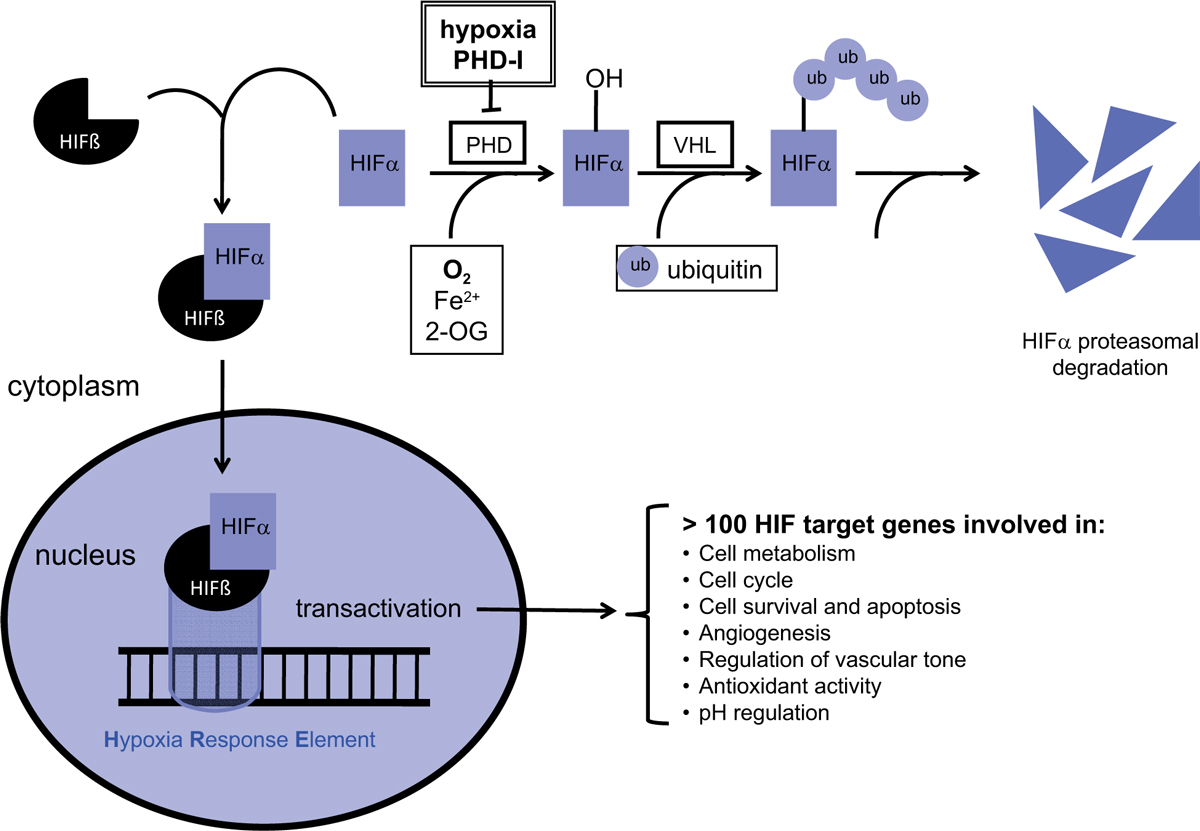 hypoxia
PHD-I
OH
ub
ub
ub
ub
HIFß
HIFα
PHD
HIFα
VHL
HIFα
HIFα
HIFß
O2
Fe2+
2-OG
ub ubiquitin
HIFα proteasomal
degradation
cytoplasm
nucleus
HIFα
HIFß
transactivation
Hypoxia Response Element
> 100 HIF target genes involved in:
• Cell metabolism
• Cell cycle
• Cell survival and apoptosis
• Angiogenesis
• Regulation of vascular tone
• Antioxidant activity
• pH regulation